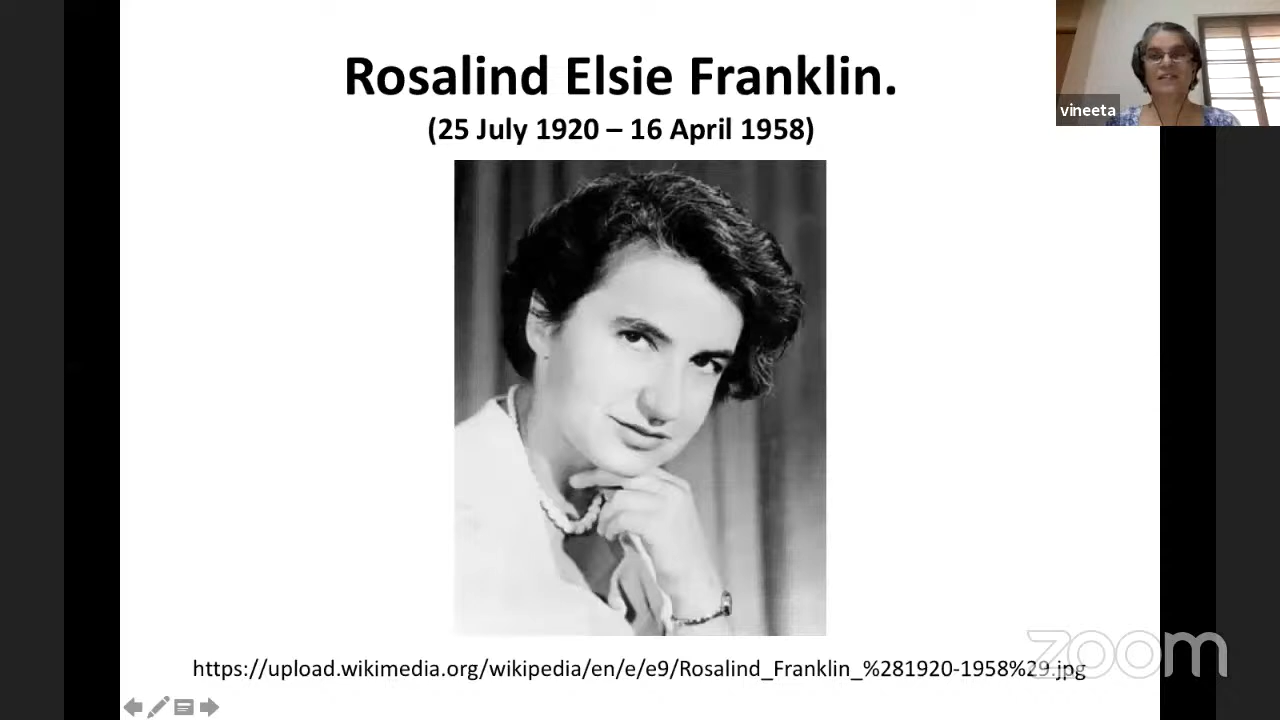 Rosalind Elsie Franklin.
(25 July 1920 – 16 April 1958)
vineeta
https://upload.wikimedia.org/wikipedia/en/e/e9/Rosalind_Franklin_%281920-1958%29.jpg
zoom